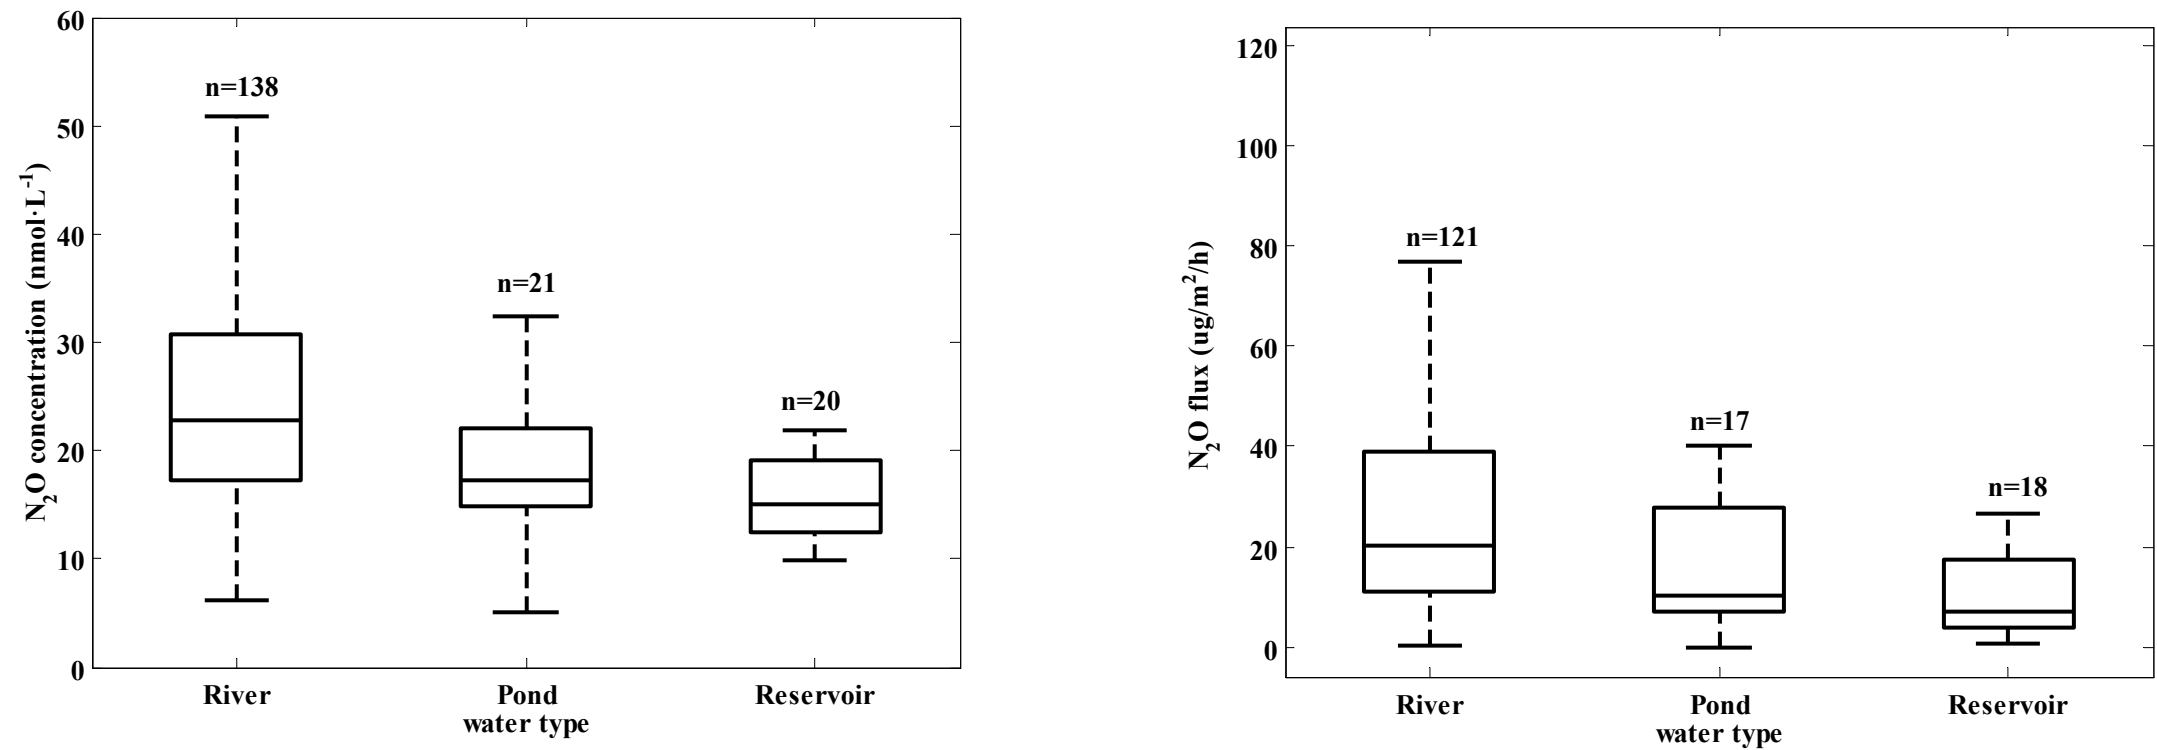 60
50
40
30
20
10
0
N₂O concentration (nmol·L⁻¹)
n=138
n=21
n=20
River
Pond
Reservoir
water type
120
100
80
60
40
20
0
N₂O flux (ug/m²/h)
n=121
n=17
n=18
River
Pond
Reservoir
water type